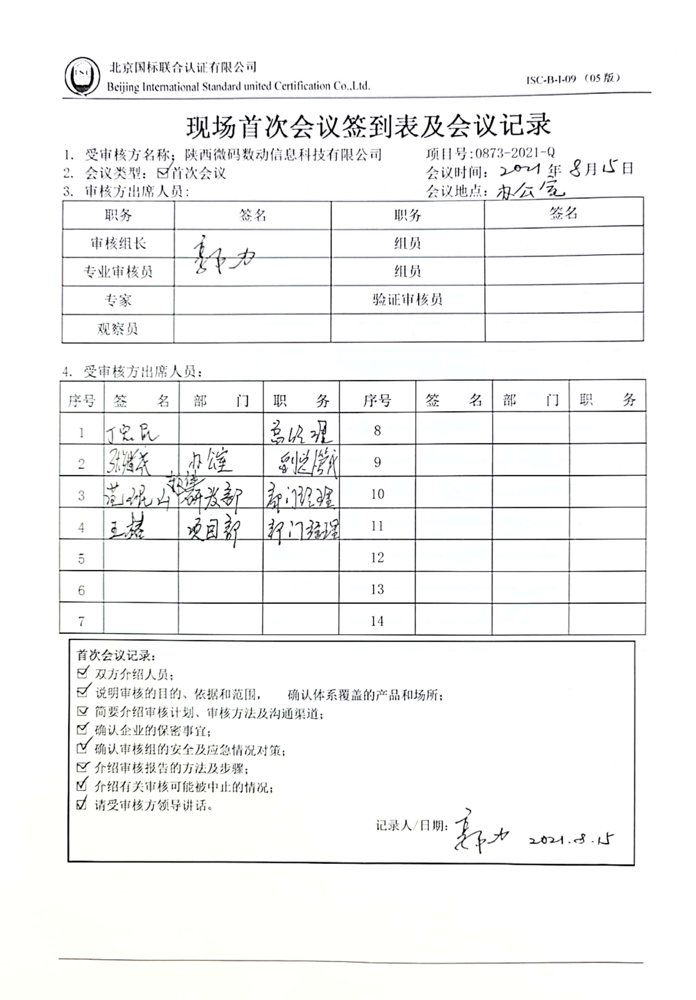 北京国标联合认证有限公司
Beijing International Standard united Certification Co.,Ltd.
ISC-B-I-09 (05版)
现场首次会议签到表及会议记录
1. 受审核方名称: 陕西微码数动信息科技有限公司 项目号:0873-2021-Q
2. 会议类型: ☑首次会议 会议时间: 2021年8月15日
3. 审核方出席人员: 会议地点: 办公室
职务 签名 职务 签名
审核组长 郭力 组员
专业审核员 组员
专家 验证审核员
观察员
4. 受审核方出席人员:
序号 签名 部门 职务 序号 签名 部门 职务
1 丁忠民 总经理 8
2 张 办公室 副总 9
3 范琨山 软件研发部 部门经理 10
4 王 项目部 部门经理 11
5 12
6 13
7 14
首次会议记录:
☑ 双方介绍人员;
☑ 说明审核的目的、依据和范围, 确认体系覆盖的产品和场所;
☑ 简要介绍审核计划、审核方法及沟通渠道;
☑ 确认企业的保密事宜;
☑ 确认审核组的安全及应急情况对策;
☑ 介绍审核报告的方法及步骤;
☑ 介绍有关审核可能被中止的情况;
☑ 请受审核方领导讲话。
记录人/日期: 郭力 2021.8.15